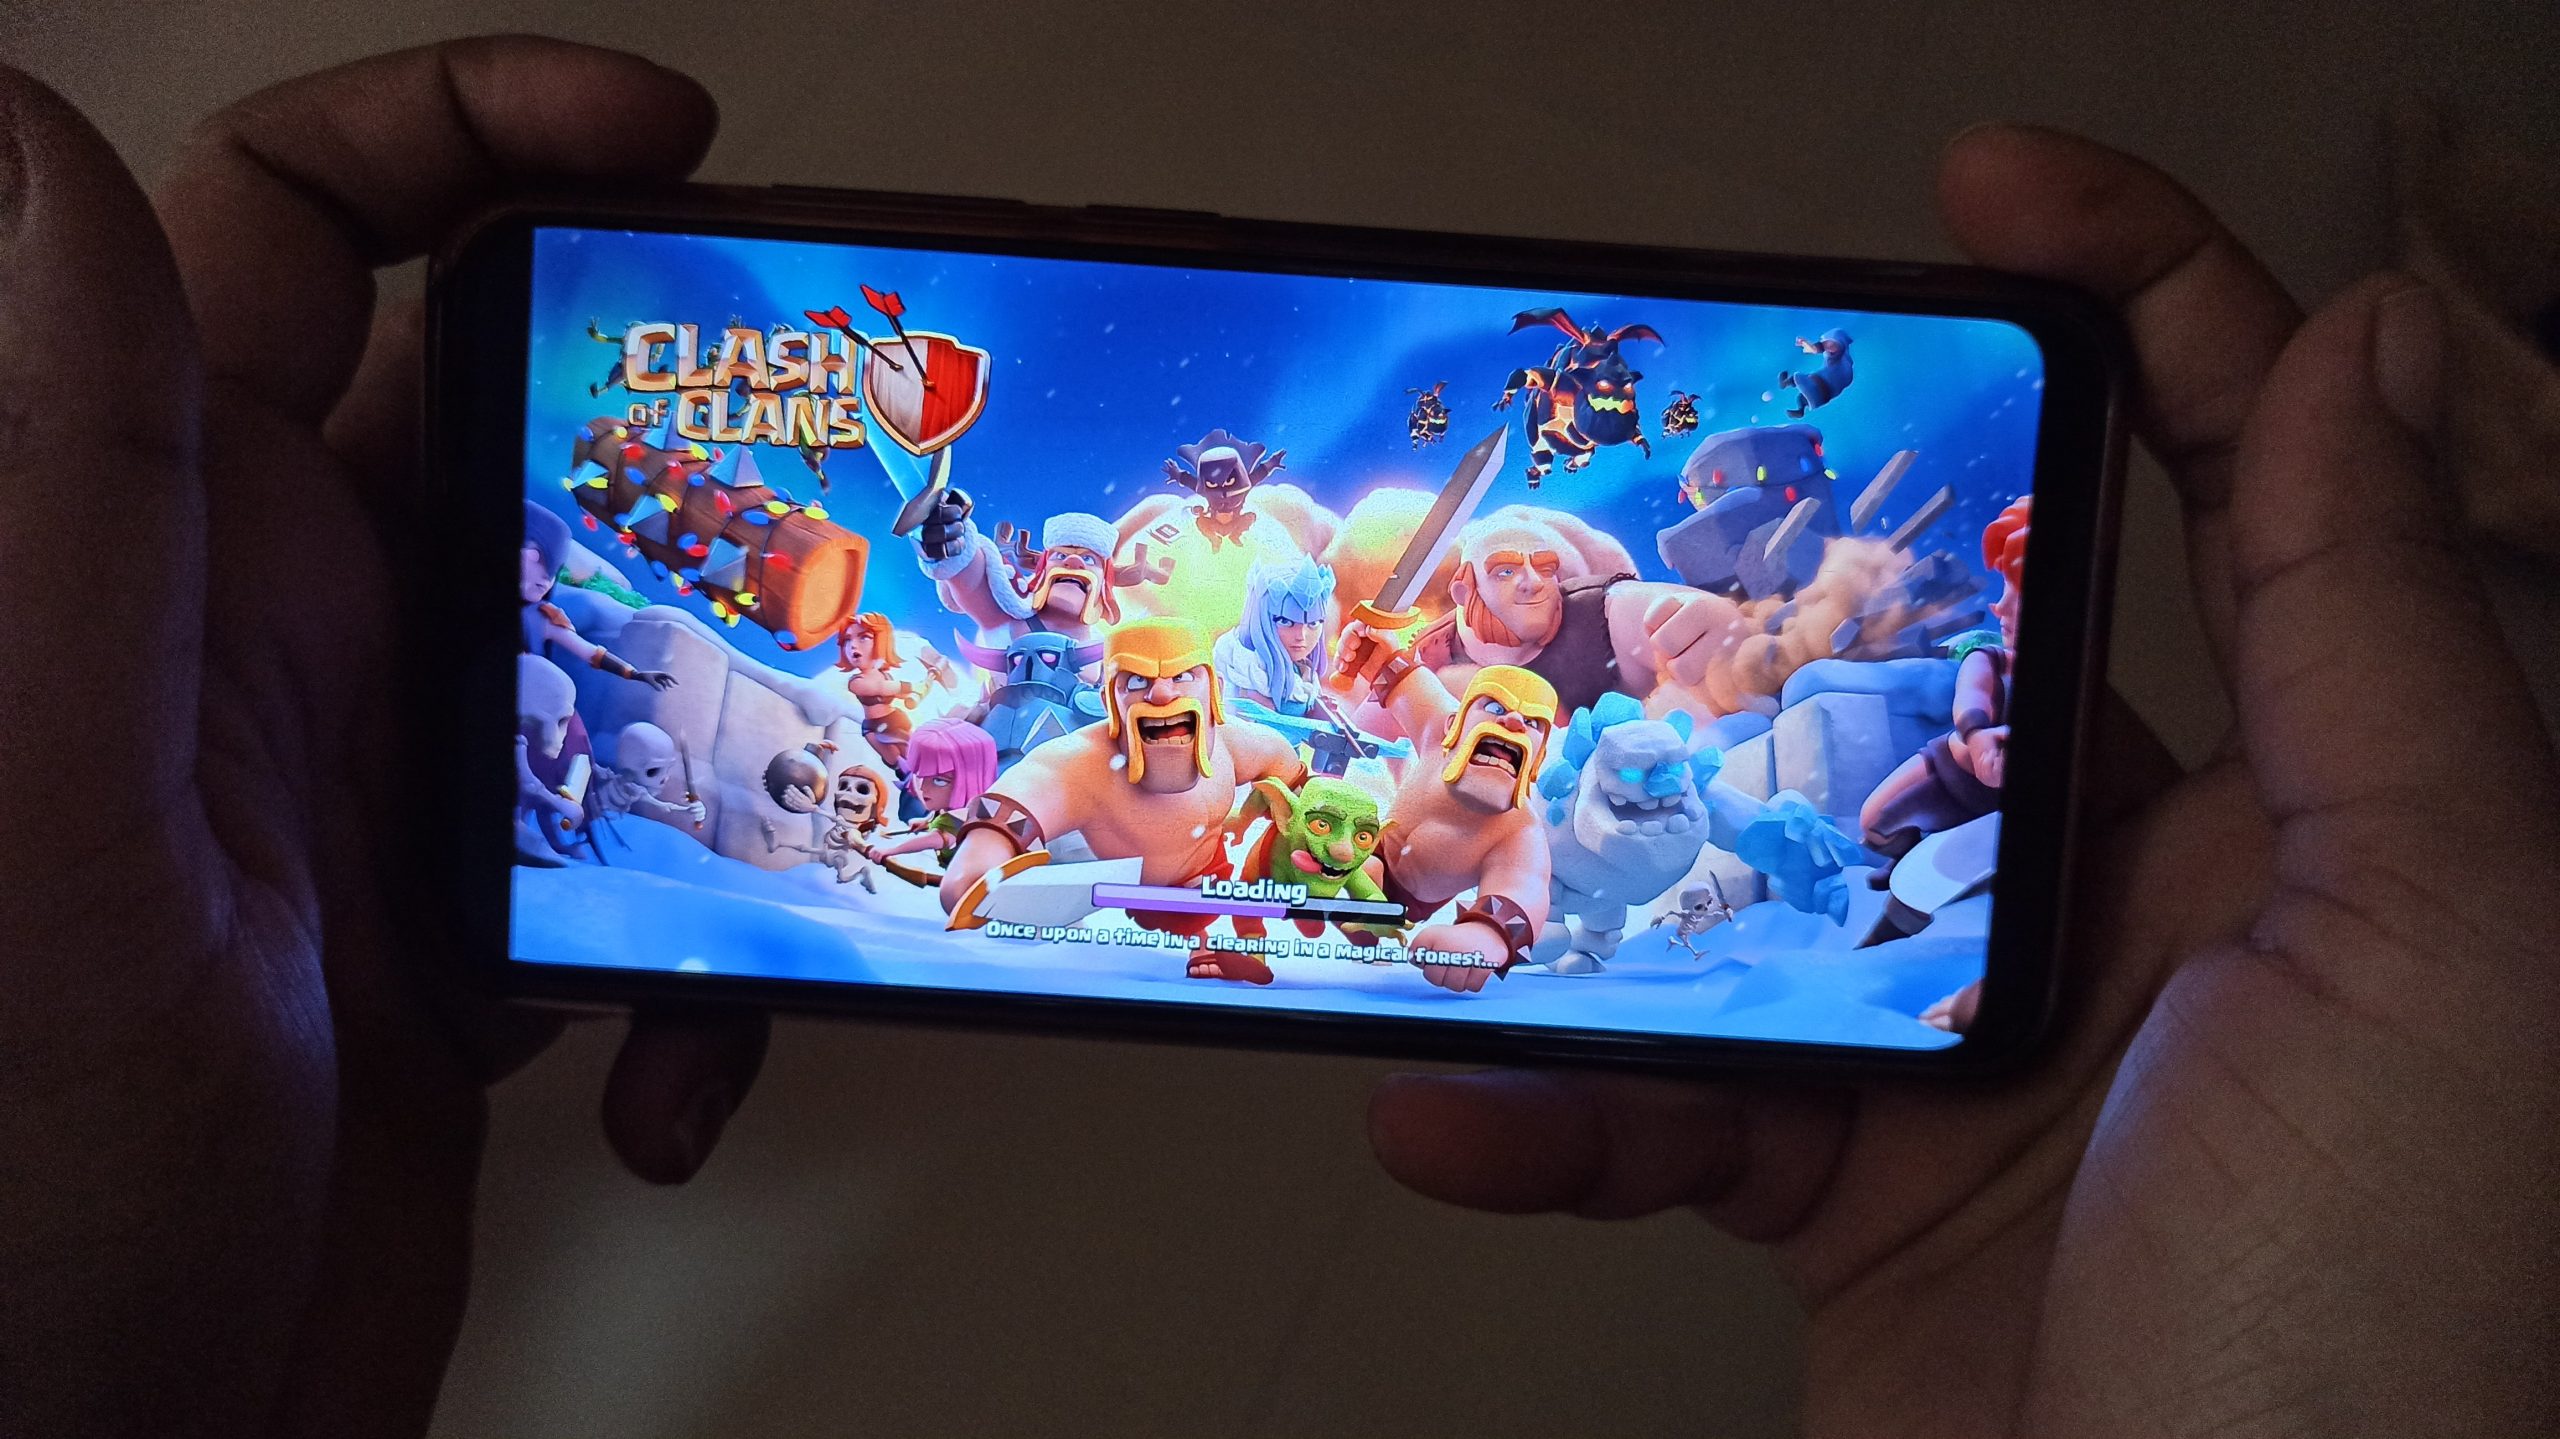 CLASH
of CLANS
Loading
Once upon a time in a clearing in a magical forest...